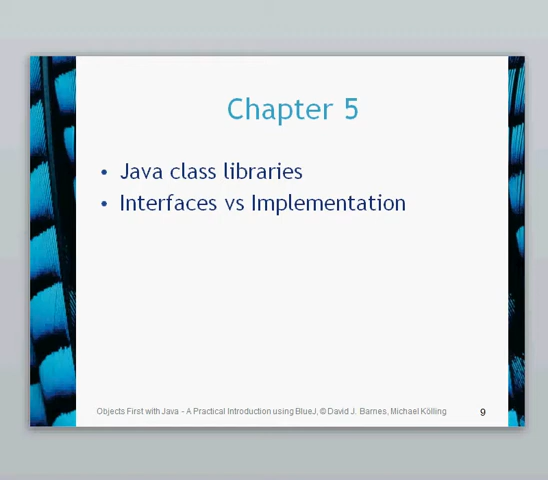 Chapter 5
• Java class libraries
• Interfaces vs Implementation
Objects First with Java - A Practical Introduction using BlueJ, © David J. Barnes, Michael Kölling
9